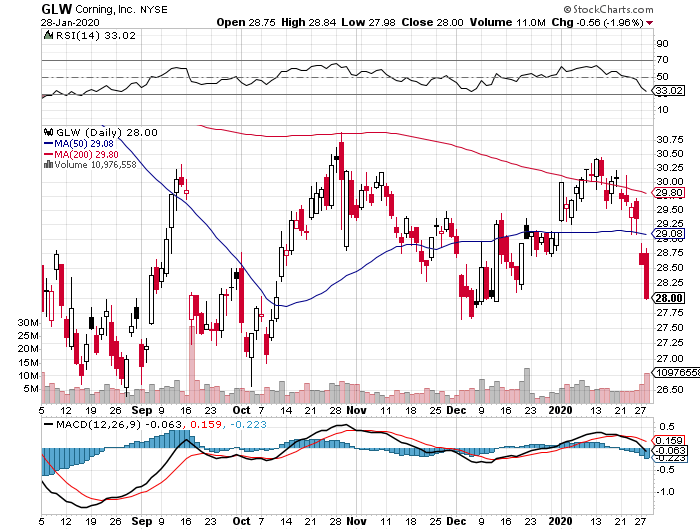 GLW Corning, Inc. NYSE © StockCharts.com
28-Jan-2020 Open 28.75 High 28.84 Low 27.98 Close 28.00 Volume 11.0M Chg -0.56 (-1.96%)
RSI(14) 33.02
90
70
50
33.02
30
10
GLW (Daily) 28.00
MA(50) 29.08
MA(200) 29.80
Volume 10,976,558
30.75
30.50
30.25
30.00
29.80
29.50
29.25
29.08
29.00
28.75
28.50
28.25
28.00
27.75
27.50
27.25
27.00
26.50
30M
25M
20M
15M
10M
5M
10976558
5 12 19 26 Sep 9 16 23 Oct 7 14 21 28 Nov 11 18 25 Dec 9 16 23 2020 13 21 27
MACD(12,26,9) -0.063, 0.159, -0.223
0.5
0.159
-0.063
-0.223
-0.5
-1.0
5 12 19 26 Sep 9 16 23 Oct 7 14 21 28 Nov 11 18 25 Dec 9 16 23 2020 13 21 27